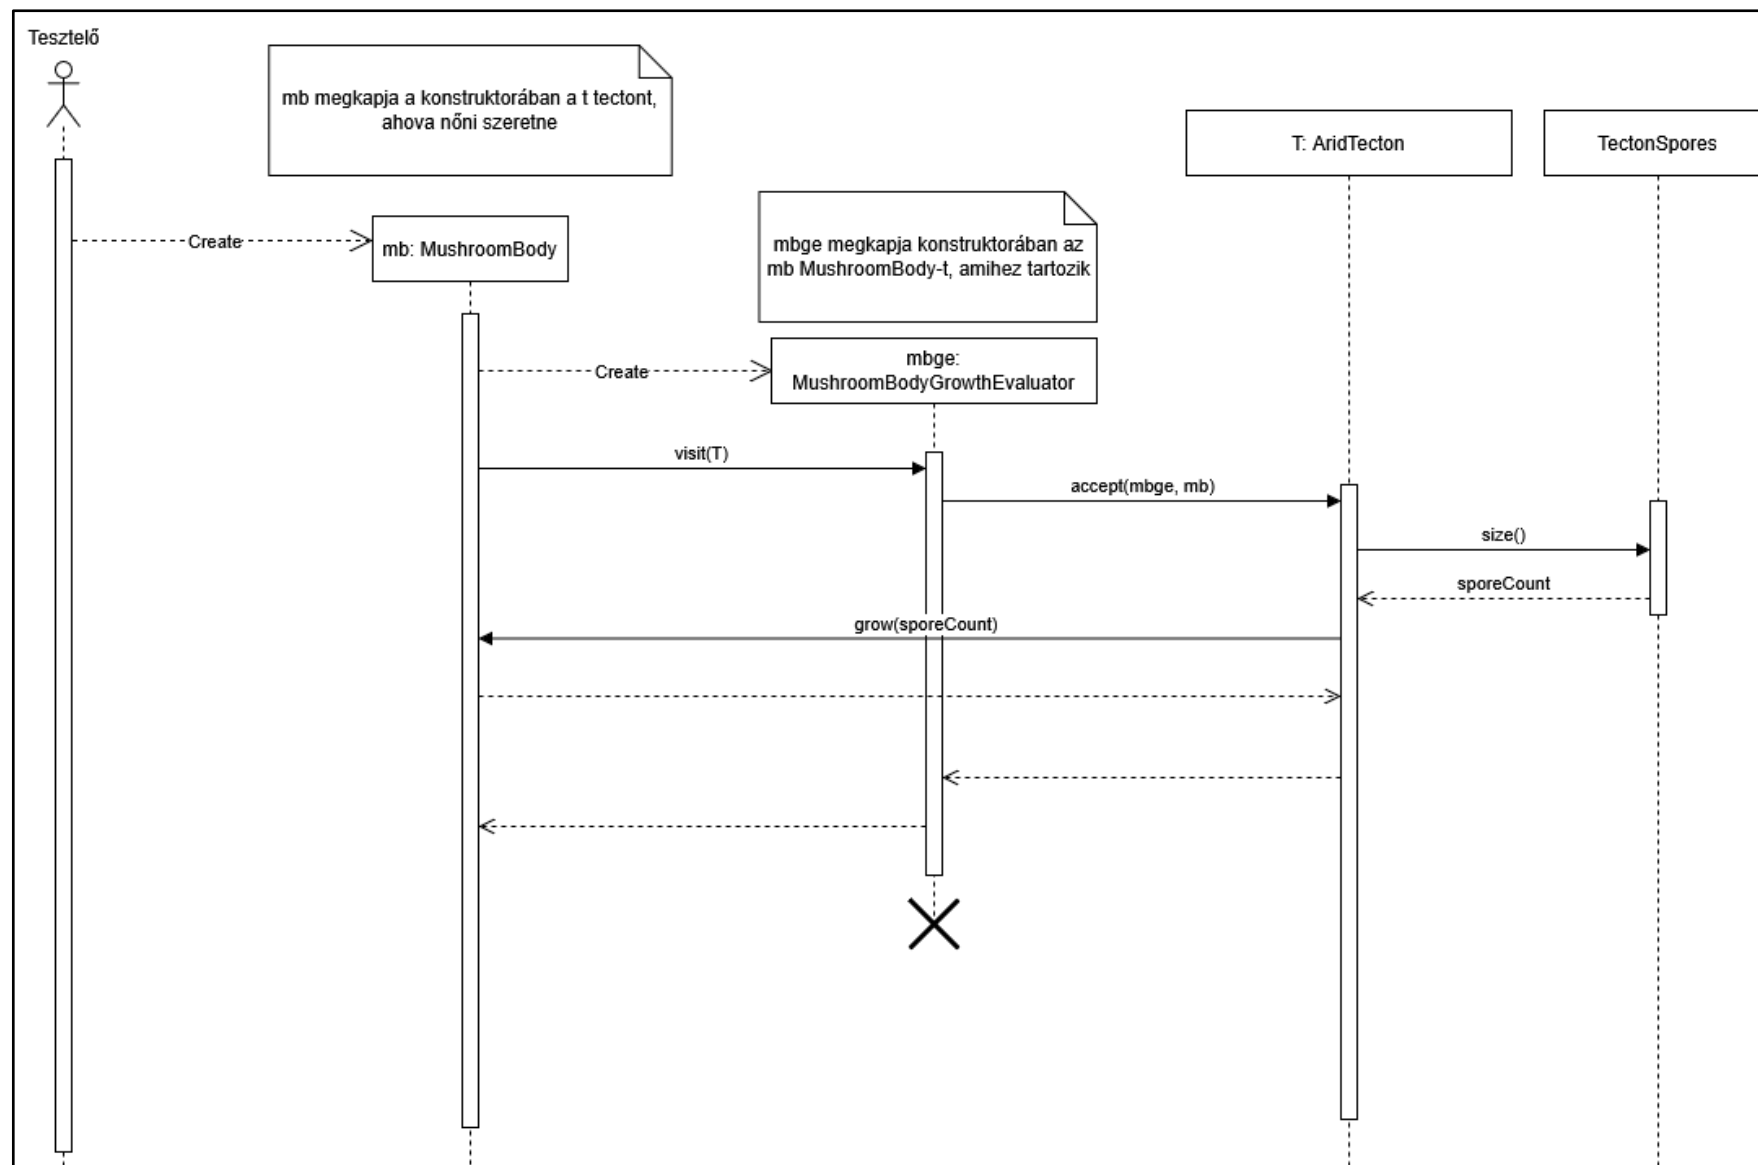 Tesztelő
mb megkapja a konstruktorában a t tectont,
ahova nőni szeretne
T: AridTecton
TectonSpores
Create
mb: MushroomBody
mbge megkapja konstruktorában az
mb MushroomBody-t, amihez tartozik
Create
mbge:
MushroomBodyGrowthEvaluator
visit(T)
accept(mbge, mb)
size()
sporeCount
grow(sporeCount)